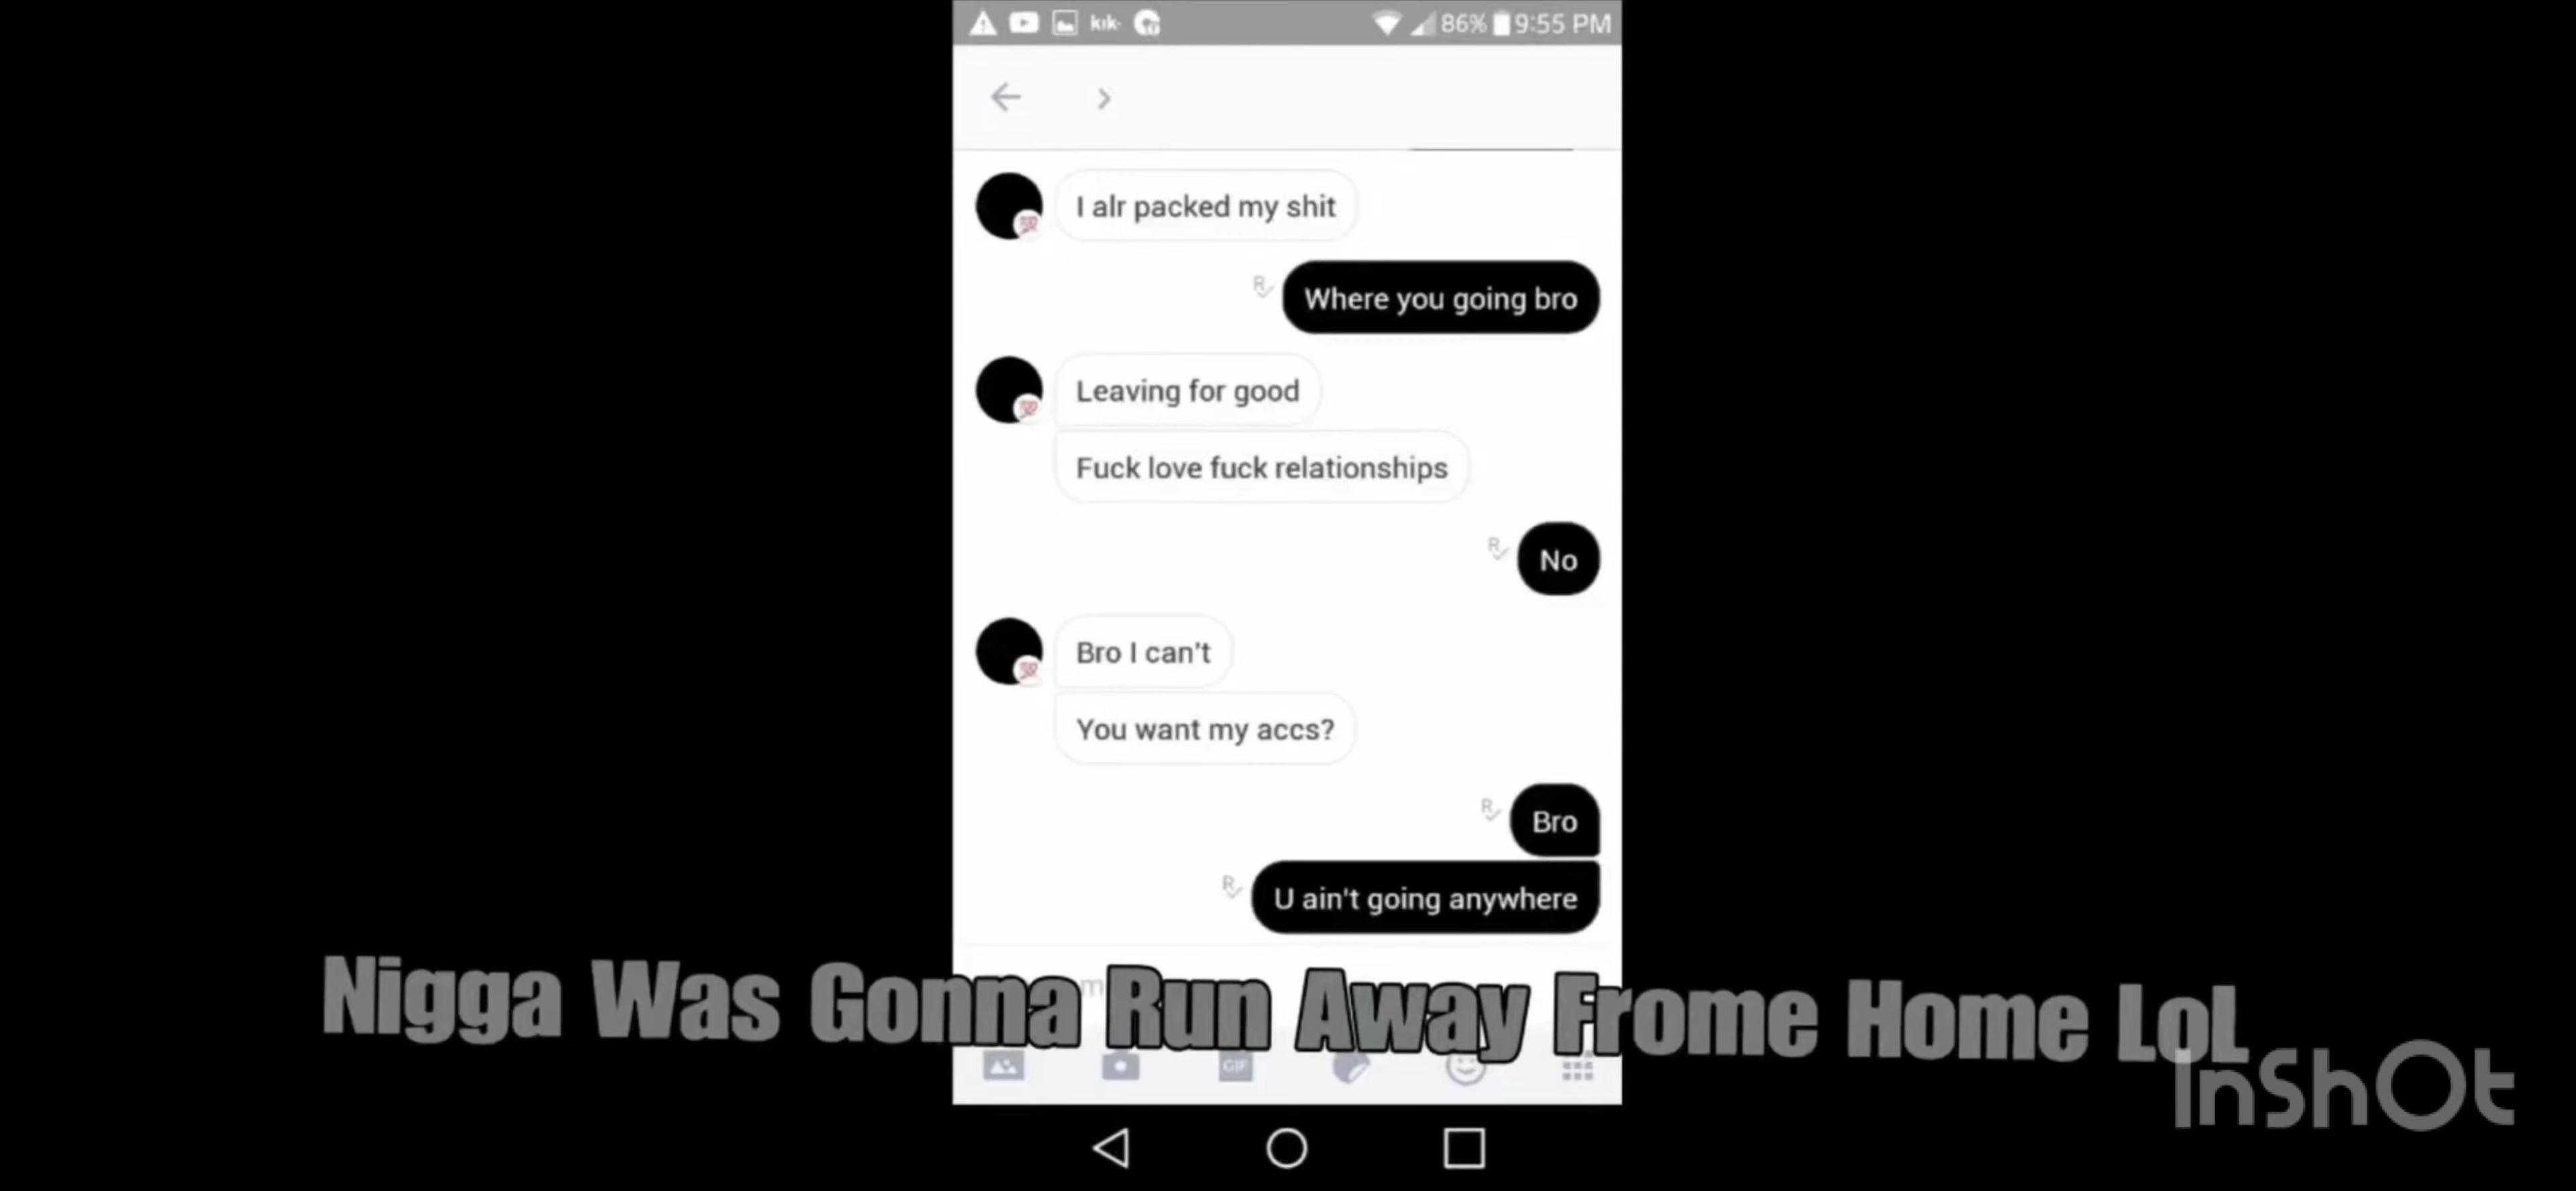 kik
86% 9:55 PM
I alr packed my shit
R
Where you going bro
Leaving for good
Fuck love fuck relationships
R
No
Bro I can't
You want my accs?
R
Bro
R
U ain't going anywhere
Nigga Was Gonna Run Away Frome Home LoL
GIF
InShOt